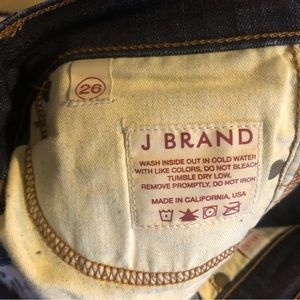 26
J BRAND
WASH INSIDE OUT IN COLD WATER
WITH LIKE COLORS, DO NOT BLEACH
TUMBLE DRY LOW,
REMOVE PROMPTLY, DO NOT IRON
MADE IN CALIFORNIA, USA